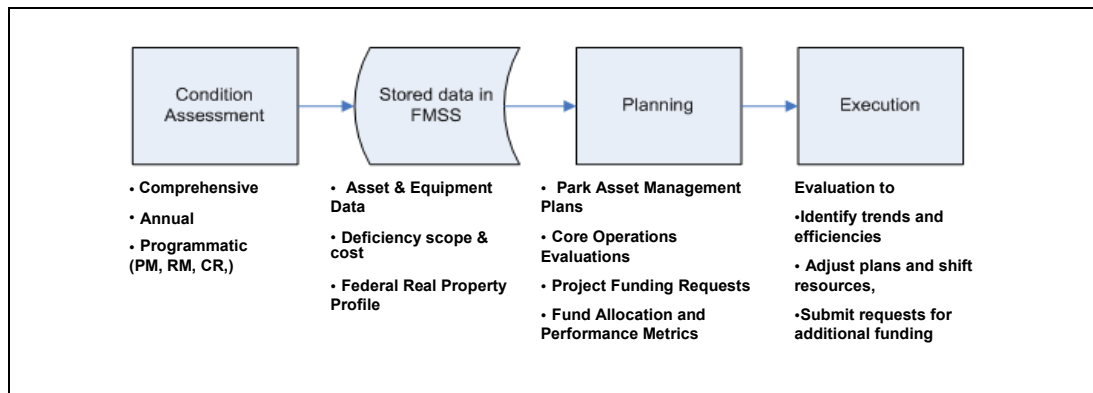 Condition
Assessment
Stored data in
FMSS
Planning
Execution
• Comprehensive
• Annual
• Programmatic
(PM, RM, CR,)
• Asset & Equipment
Data
• Deficiency scope &
cost
• Federal Real Property
Profile
• Park Asset Management
Plans
• Core Operations
Evaluations
• Project Funding Requests
• Fund Allocation and
Performance Metrics
Evaluation to
•Identify trends and
efficiencies
• Adjust plans and shift
resources,
•Submit requests for
additional funding